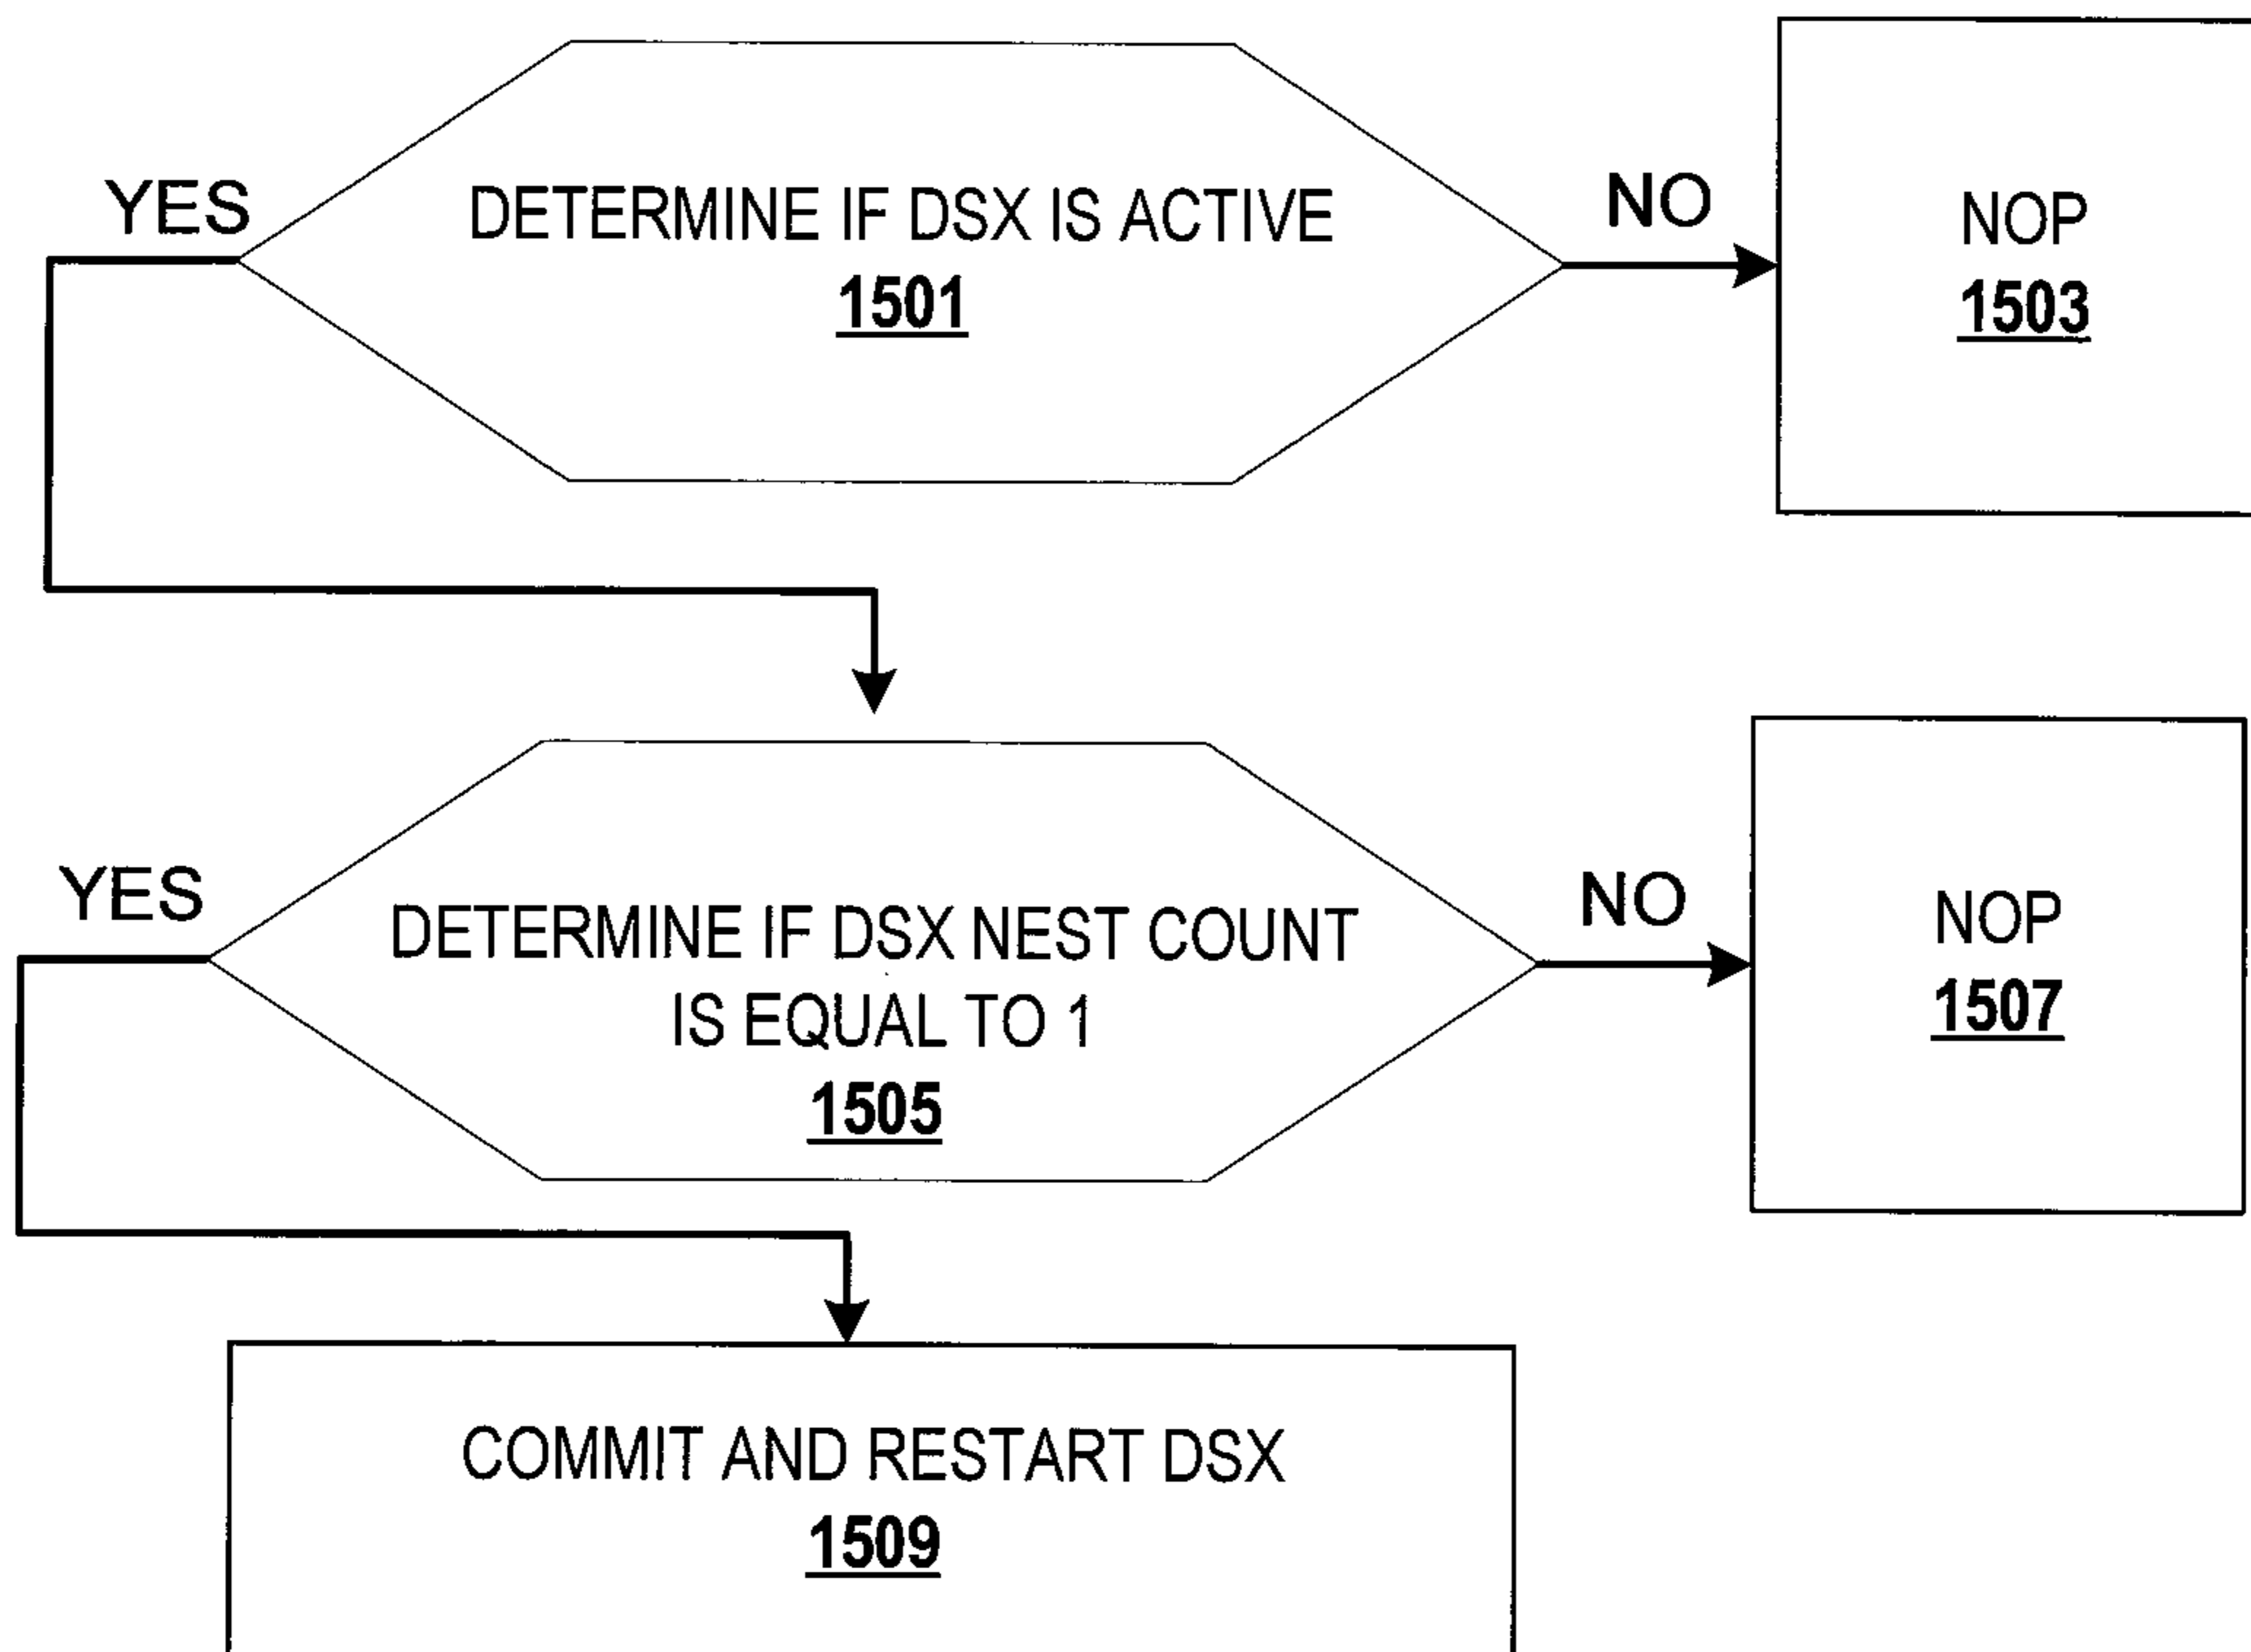 YES
DETERMINE IF DSX IS ACTIVE
1501
NO
NOP
1503
YES
DETERMINE IF DSX NEST COUNT
IS EQUAL TO 1
1505
NO
NOP
1507
COMMIT AND RESTART DSX
1509